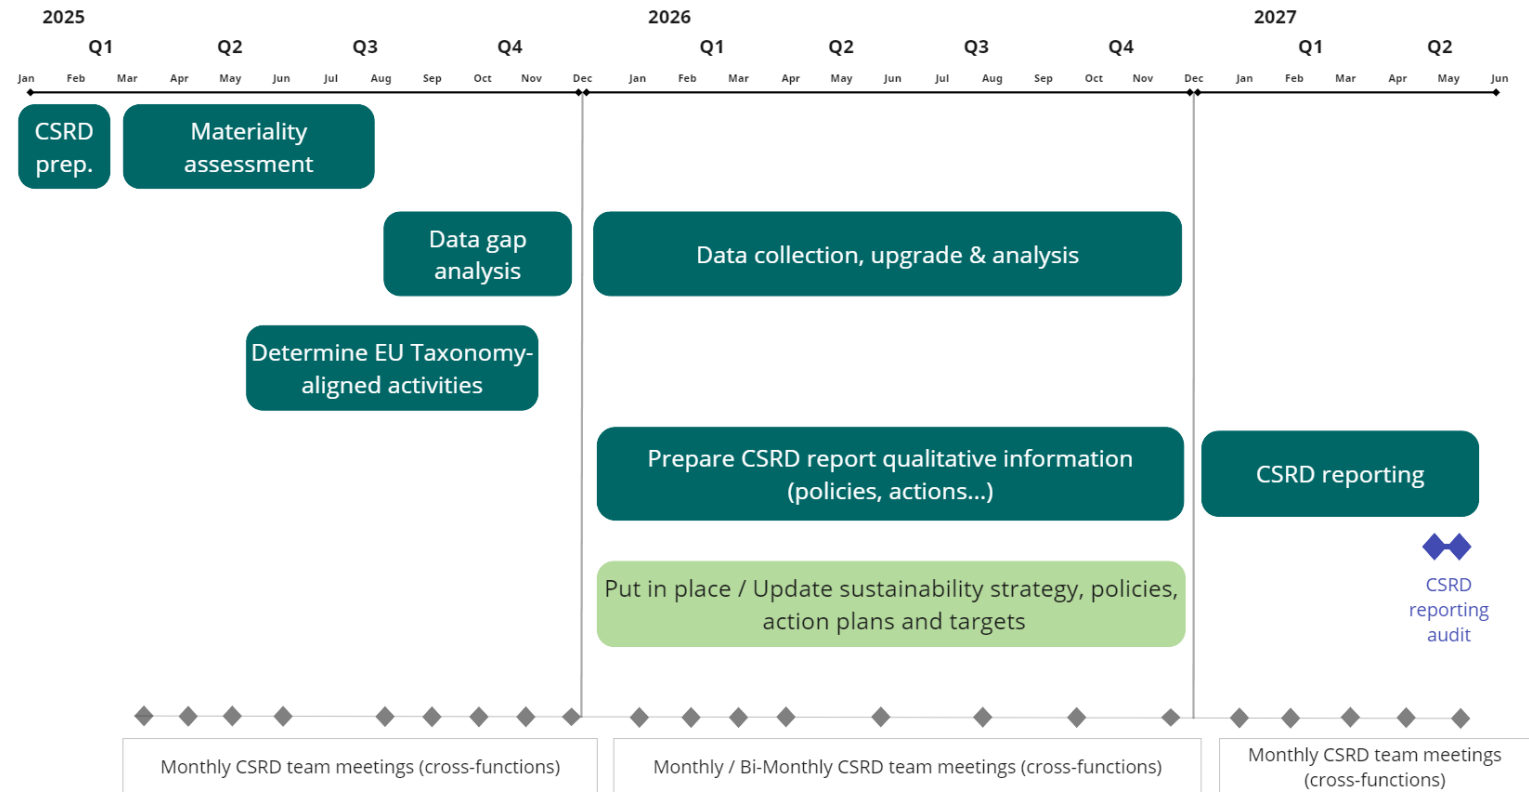 2025 2026 2027
Q1 Q2 Q3 Q4 Q1 Q2 Q3 Q4 Q1 Q2
Jan Feb Mar Apr May Jun Jul Aug Sep Oct Nov Dec Jan Feb Mar Apr May Jun Jul Aug Sep Oct Nov Dec Jan Feb Mar Apr May Jun
CSRD
prep.
Materiality
assessment
Data gap
analysis
Data collection, upgrade & analysis
Determine EU Taxonomy-
aligned activities
Prepare CSRD report qualitative information
(policies, actions...)
CSRD reporting
CSRD
reporting
audit
Put in place / Update sustainability strategy, policies,
action plans and targets
Monthly CSRD team meetings (cross-functions)
Monthly / Bi-Monthly CSRD team meetings (cross-functions)
Monthly CSRD team meetings
(cross-functions)